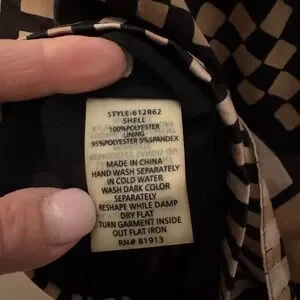 STYLE:612R62
SHELL
100%POLYESTER
LINING
95%POLYESTER 5%SPANDEX
MADE IN CHINA
HAND WASH SEPARATELY
IN COLD WATER
WASH DARK COLOR
SEPARATELY
RESHAPE WHILE DAMP
DRY FLAT
TURN GARMENT INSIDE
OUT FLAT IRON
RN# 81913